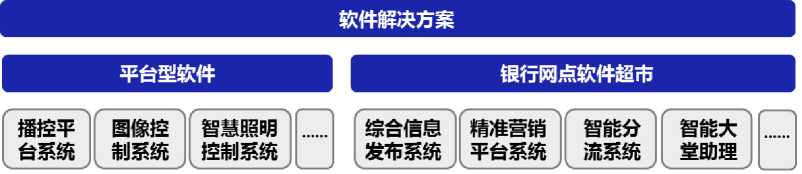 软件解决方案
平台型软件
银行网点软件超市
播控平
台系统
图像控
制系统
智慧照明
控制系统
......
综合信息
发布系统
精准营销
平台系统
智能分
流系统
智能大
堂助理
......